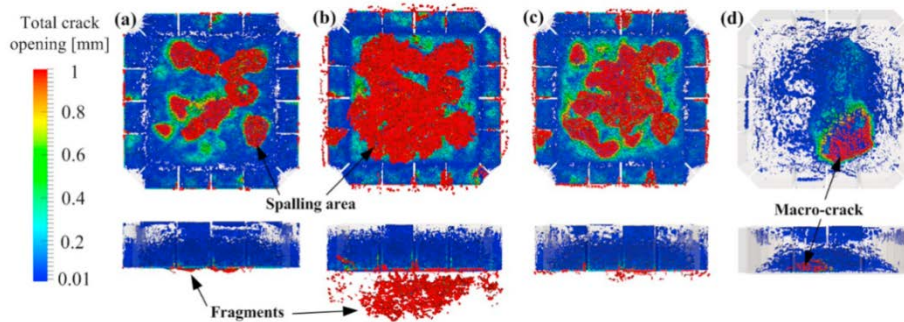 Total crack
opening [mm]
1
0.8
0.6
0.4
0.2
0.01
(a)
(b)
(c)
(d)
Spalling area
Macro-crack
Fragments